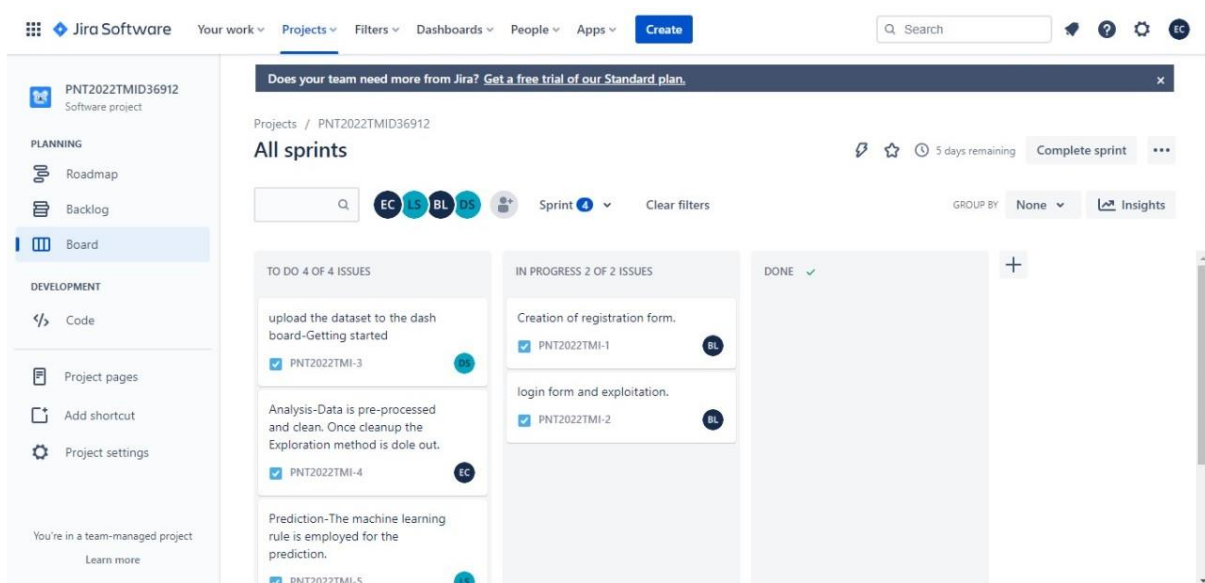 Jira Software Your work Projects Filters Dashboards People Apps Create Search EC
PNT2022TMID36912
Software project
PLANNING
Roadmap
Backlog
Board
DEVELOPMENT
Code
Project pages
Add shortcut
Project settings
You're in a team-managed project
Learn more
Does your team need more from Jira? Get a free trial of our Standard plan.
Projects / PNT2022TMID36912
All sprints
5 days remaining Complete sprint
EC LS BL DS Sprint 4 Clear filters GROUP BY None Insights
TO DO 4 OF 4 ISSUES
upload the dataset to the dash
board-Getting started
PNT2022TMI-3 DS
Analysis-Data is pre-processed
and clean. Once cleanup the
Exploration method is dole out.
PNT2022TMI-4 EC
Prediction-The machine learning
rule is employed for the
prediction.
PNT2022TMI-5 LS
IN PROGRESS 2 OF 2 ISSUES
Creation of registration form.
PNT2022TMI-1 BL
login form and exploitation.
PNT2022TMI-2 BL
DONE